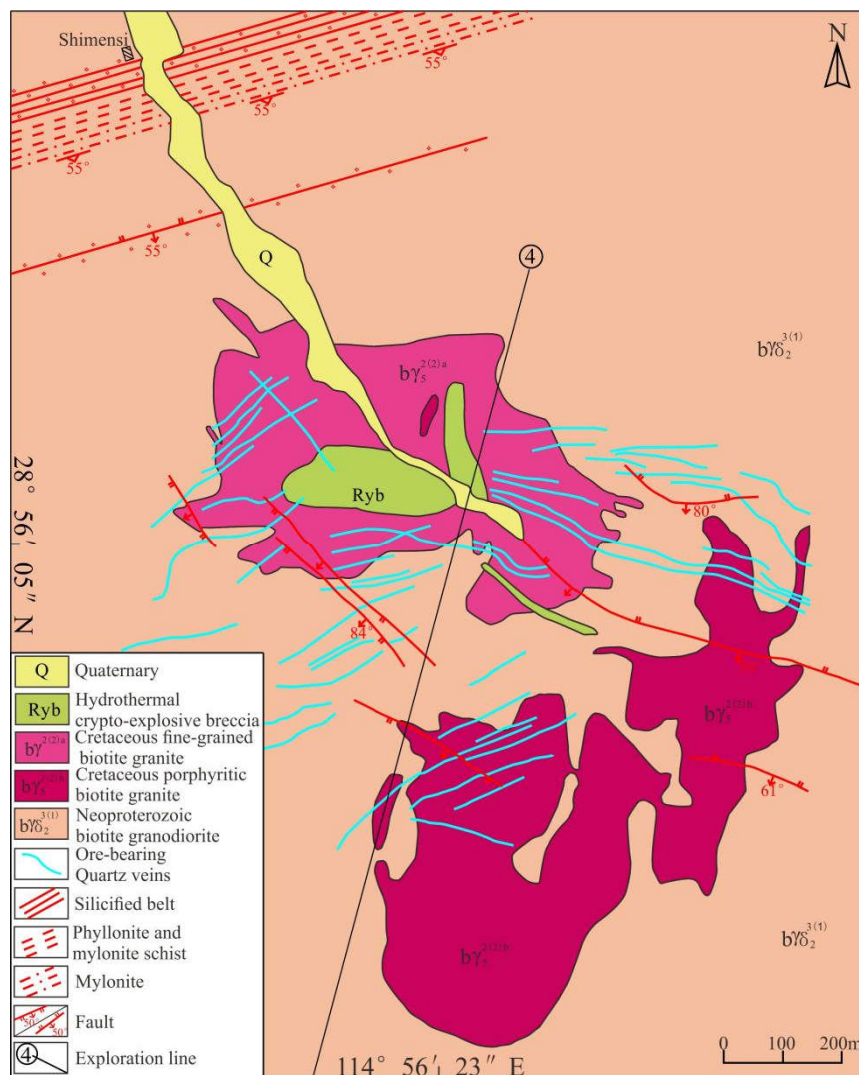 Shimensi
N
55°
55°
55°
55°
Q
④
bγδ₂³⁽¹⁾
bγ₅²⁽²⁾ᵃ
Ryb
80°
84°
bγ₅²⁽²⁾ᵇ
61°
bγδ₂³⁽¹⁾
bγ₅²⁽²⁾ᵇ
28° 56′ 05″ N
114° 56′ 23″ E
Q Quaternary
Ryb Hydrothermal
crypto-explosive breccia
bγ²⁽²⁾ᵃ Cretaceous fine-grained
biotite granite
bγ₅²⁽²⁾ᵇ Cretaceous porphyritic
biotite granite
bγδ₂³⁽¹⁾ Neoproterozoic
biotite granodiorite
Ore-bearing
Quartz veins
Silicified belt
Phyllonite and
mylonite schist
Mylonite
50° 50° Fault
④ Exploration line
0 100 200m